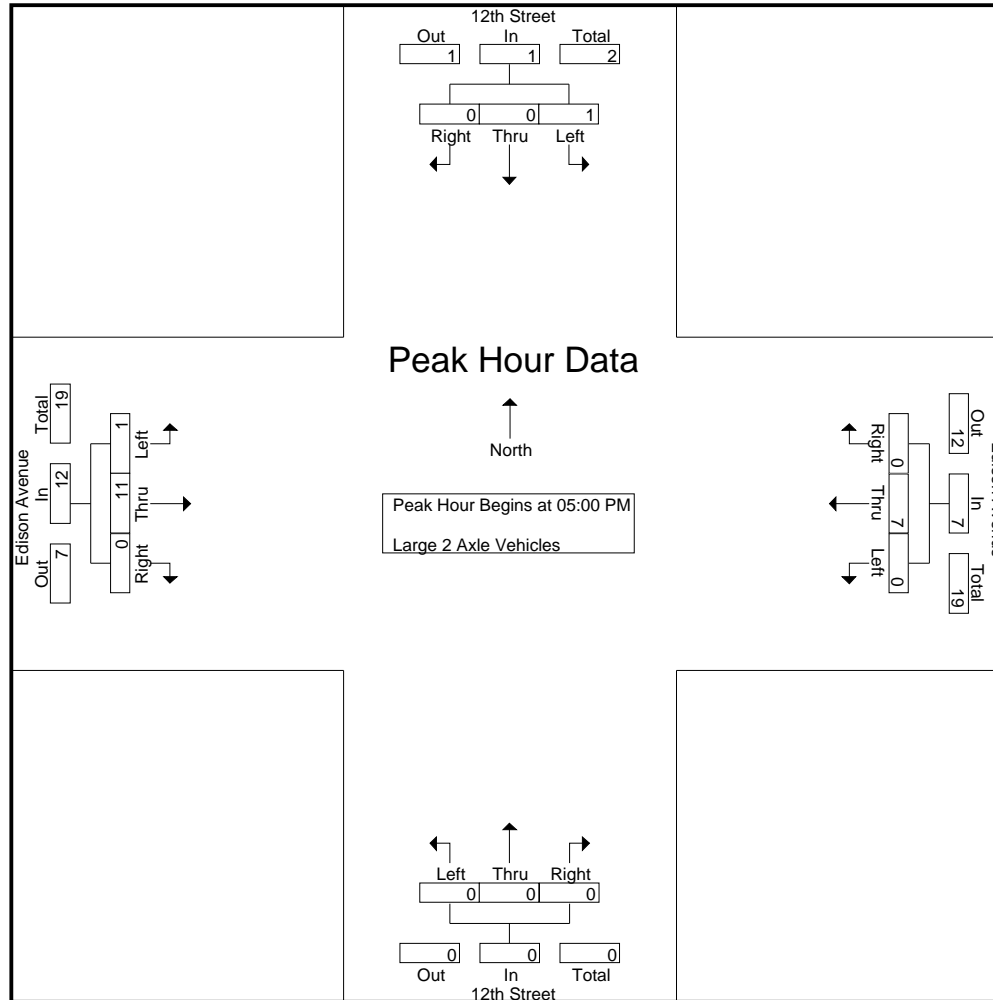 12th Street
Out In Total
1 1 2
0 0 1
Right Thru Left
Peak Hour Data
North
Peak Hour Begins at 05:00 PM
Large 2 Axle Vehicles
Edison Avenue
Total In Out
19 12 7
1 11 0
Left Thru Right
Right Thru Left
0 7 0
12 7 19
Out In Total
Left Thru Right
0 0 0
0 0 0
Out In Total
12th Street